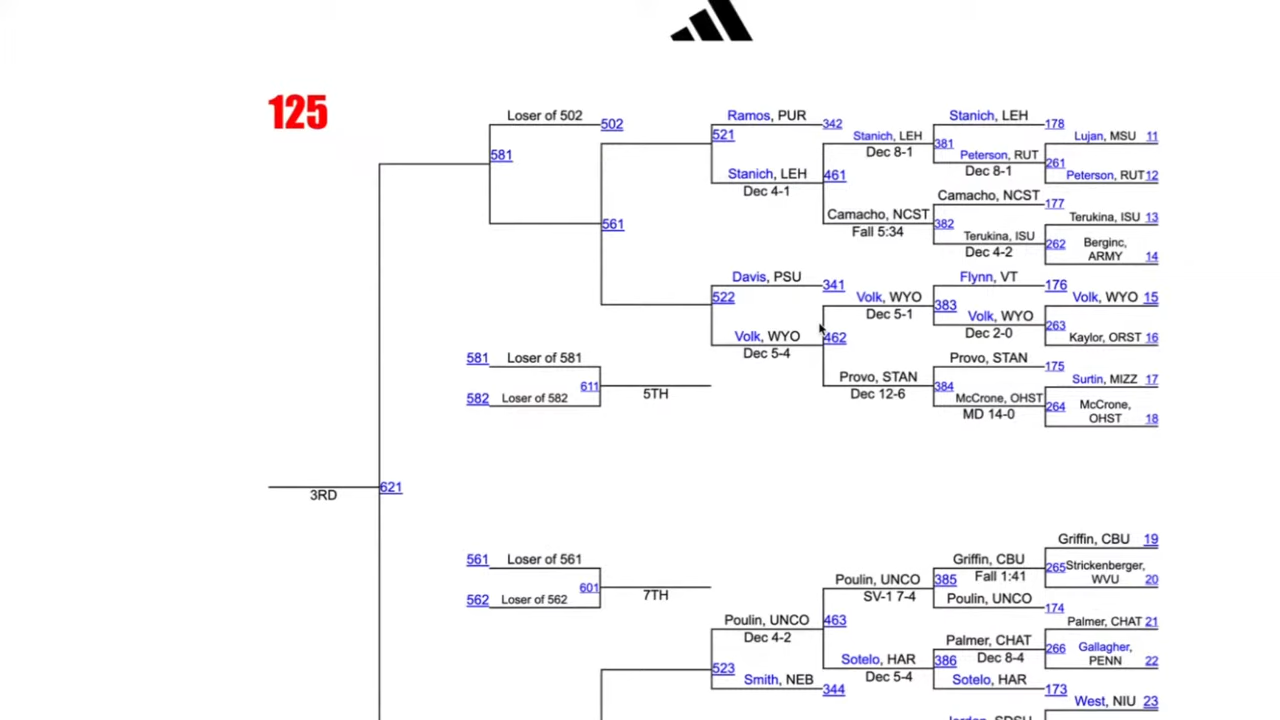 125
Loser of 502
502
581
561
Ramos, PUR
342
521
Stanich, LEH
Dec 4-1
Stanich, LEH
Dec 8-1
461
Camacho, NCST
Fall 5:34
Stanich, LEH
178
381
Peterson, RUT
Dec 8-1
Lujan, MSU 11
261
Peterson, RUT 12
Camacho, NCST
177
382
Terukina, ISU
Dec 4-2
Terukina, ISU 13
262
Berginc,
ARMY 14
Davis, PSU
341
522
Volk, WYO
Dec 5-4
Volk, WYO
Dec 5-1
462
Provo, STAN
Dec 12-6
Flynn, VT
176
383
Volk, WYO
Dec 2-0
Volk, WYO 15
263
Kaylor, ORST 16
Provo, STAN
175
384
McCrone, OHST
MD 14-0
Surtin, MIZZ 17
264
McCrone,
OHST 18
581 Loser of 581
611
5TH
582 Loser of 582
3RD
621
561 Loser of 561
601
7TH
562 Loser of 562
Poulin, UNCO
Dec 4-2
523
Smith, NEB
344
Poulin, UNCO
SV-1 7-4
463
Sotelo, HAR
Dec 5-4
Griffin, CBU
Fall 1:41
385
Poulin, UNCO
174
Griffin, CBU 19
265
Strickenberger,
WVU 20
Palmer, CHAT
Dec 8-4
386
Sotelo, HAR
173
Palmer, CHAT 21
266
Gallagher,
PENN 22
West, NIU 23